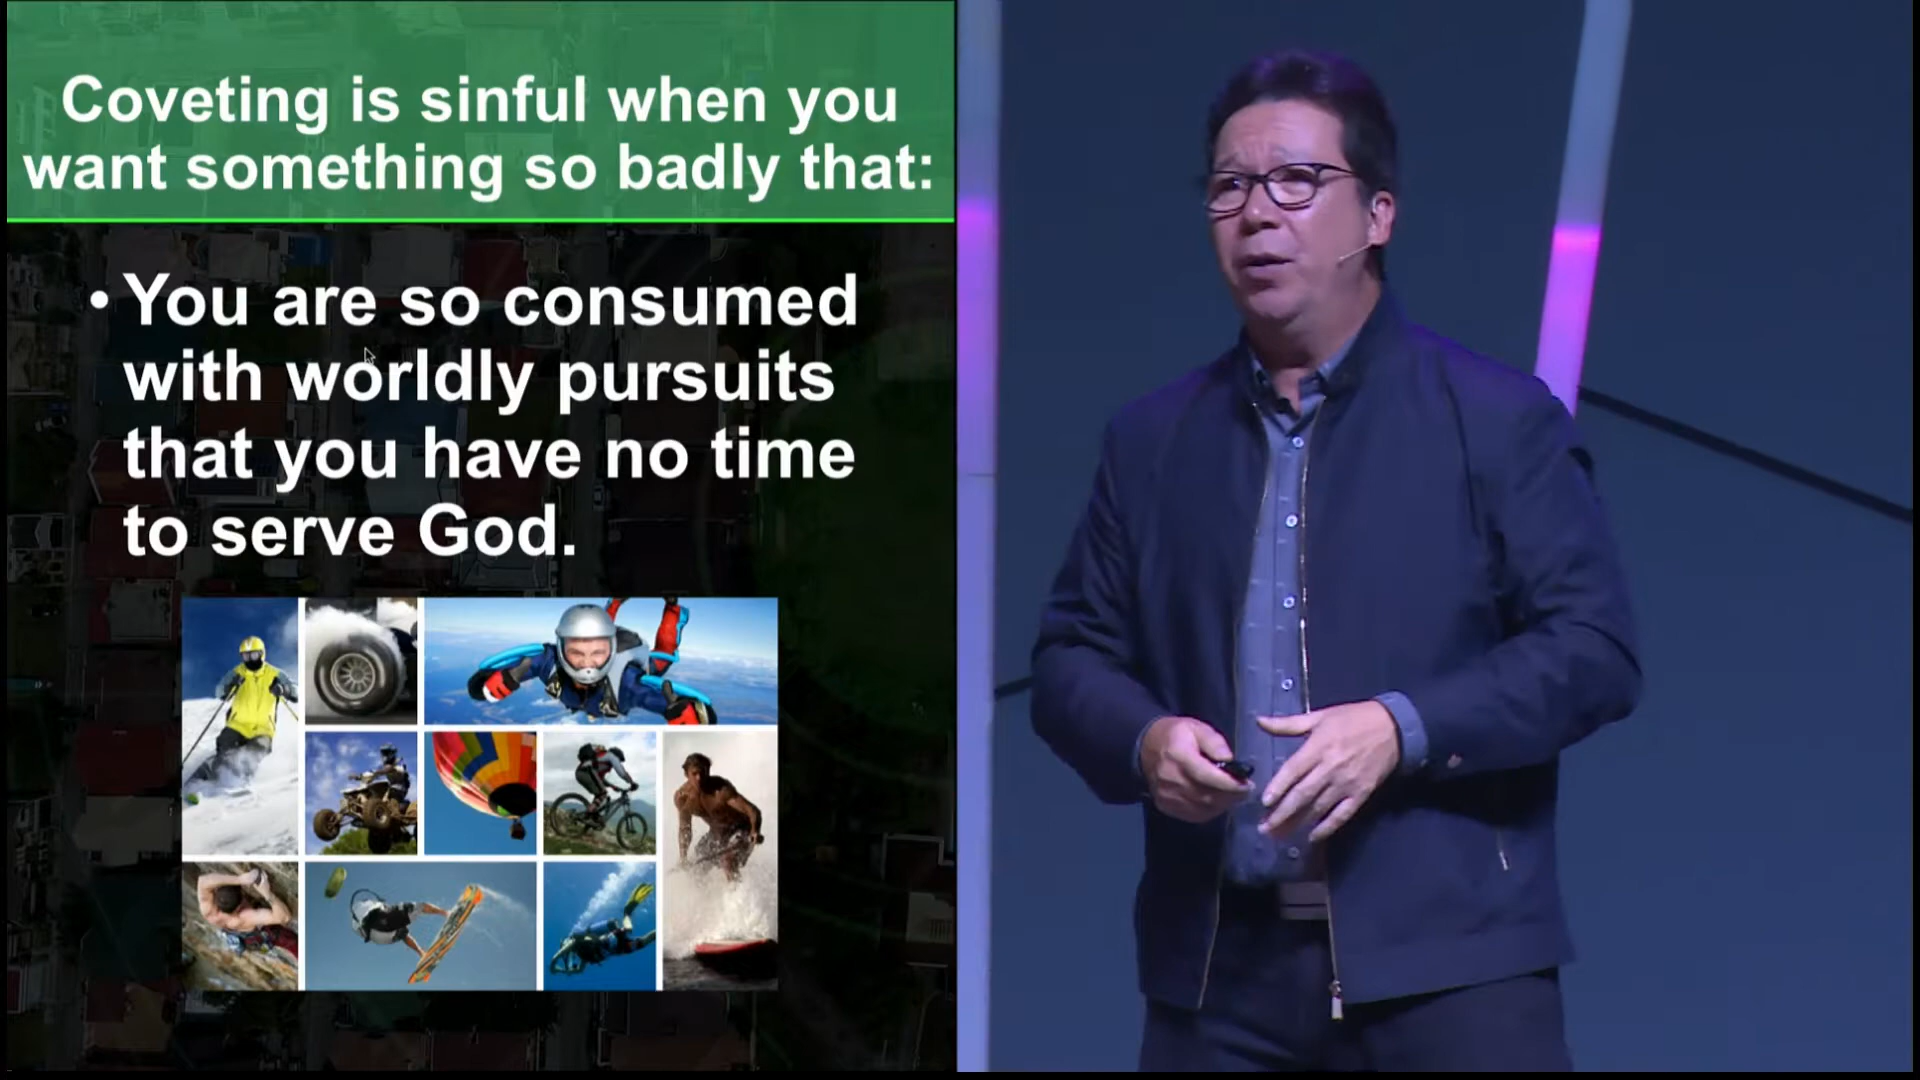 Coveting is sinful when you
want something so badly that:
• You are so consumed
with worldly pursuits
that you have no time
to serve God.